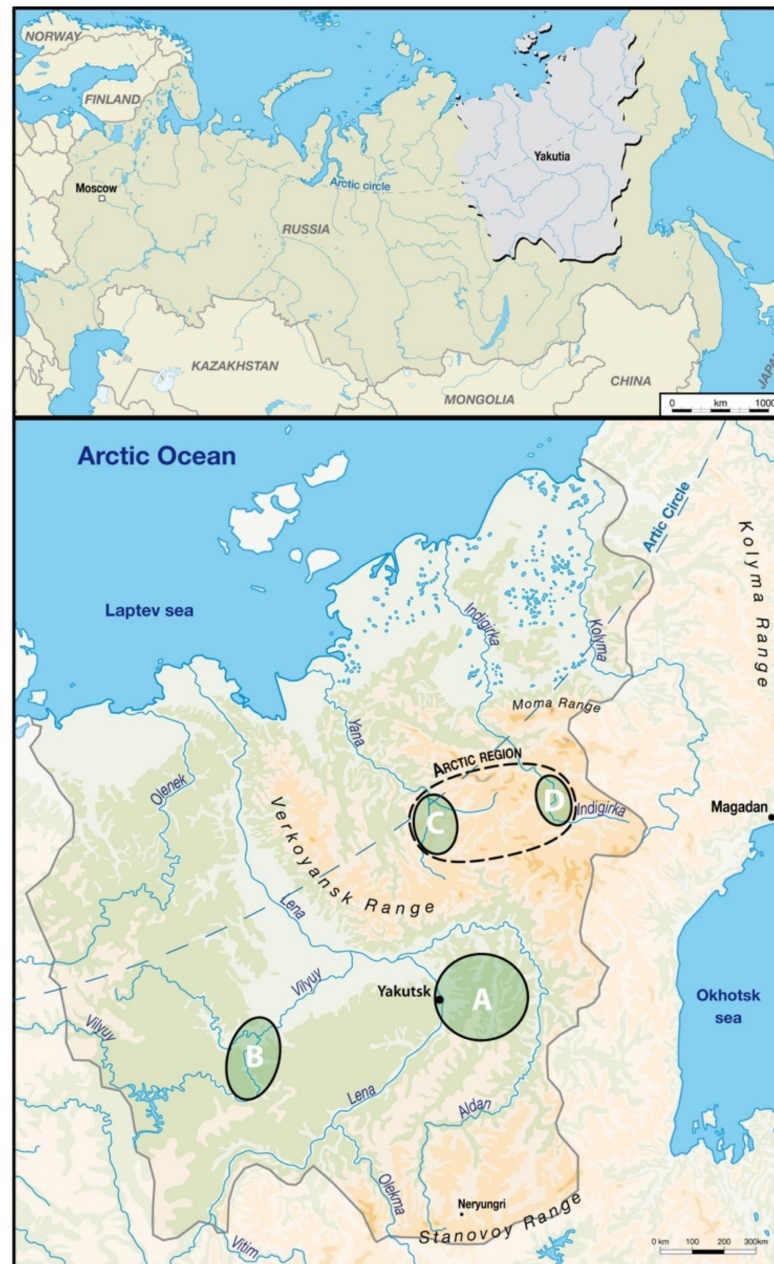 NORWAY
FINLAND
Moscow
Arctic circle
Yakutia
RUSSIA
KAZAKHSTAN
MONGOLIA
CHINA
JAPA
0 km 1000
Arctic Ocean
Artic Circle
Kolyma Range
Laptev sea
Indigirka
Kolyma
Moma Range
Yana
ARCTIC REGION
Olenek
C
D
Indigirka
Magadan
Verkoyansk Range
Lena
Vilyuy
Yakutsk
A
Okhotsk
sea
Vilyuy
B
Lena
Aldan
Olekma
Neryungri
Stanovoy Range
Vitim
0 km 100 200 300km